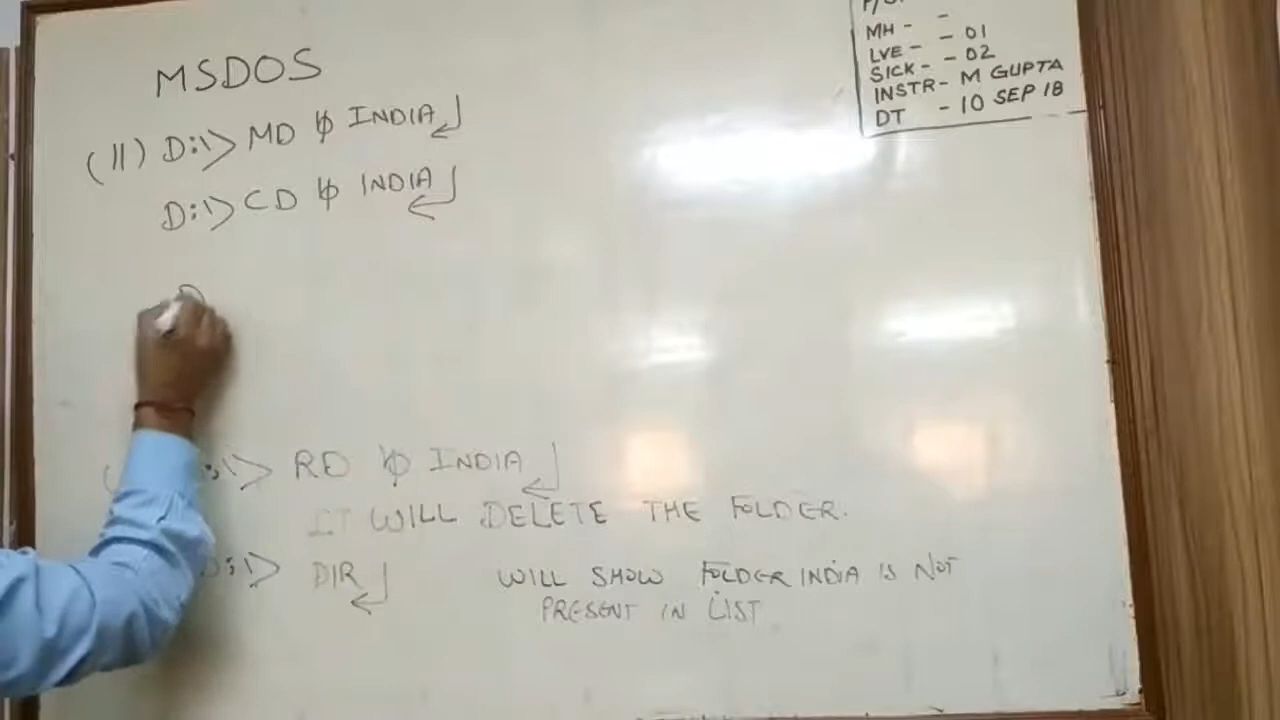 MSDOS
(II) D:\> MD ␢ INDIA ↵
D:\> CD ␢ INDIA ↵
D
:\> RD ␢ INDIA ↵
IT WILL DELETE THE FOLDER.
D:\> DIR ↵ WILL SHOW FOLDER INDIA IS NOT
PRESENT IN LIST
MH - -
LVE - - 01
SICK - - 02
INSTR - M GUPTA
DT - 10 SEP 18